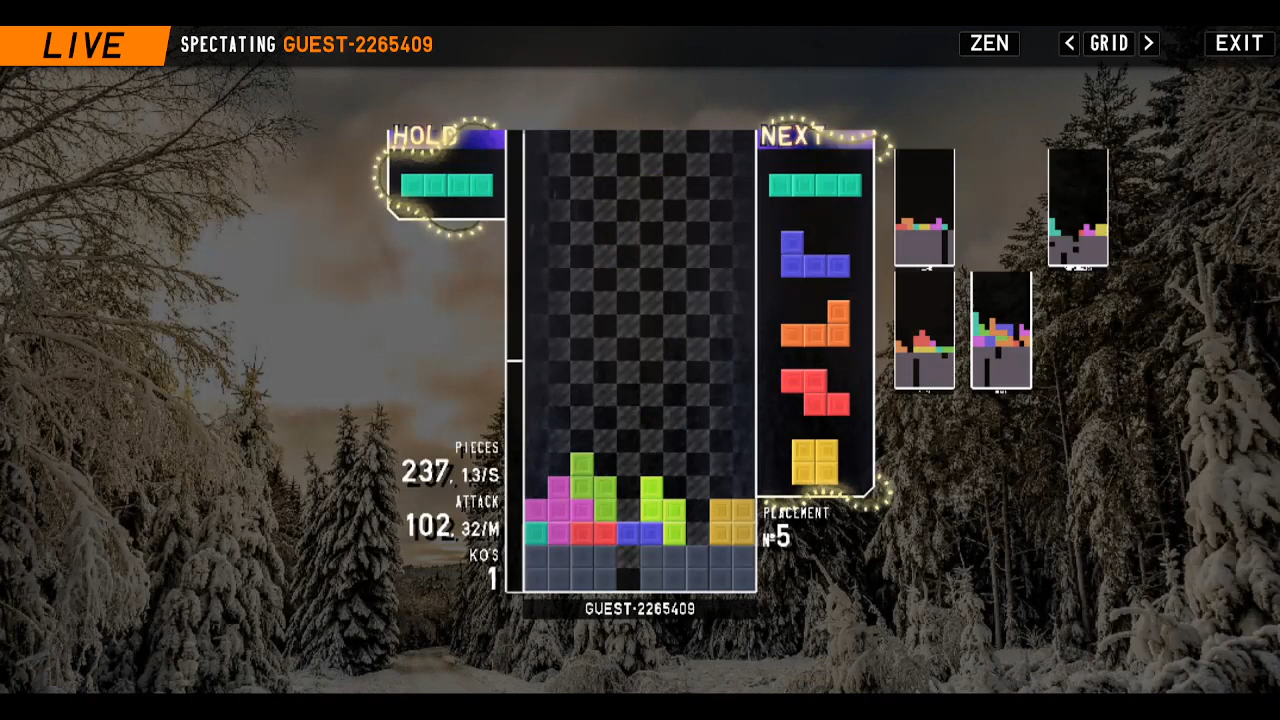 LIVE SPECTATING GUEST-2265409 ZEN < GRID > EXIT
HOLD
NEXT
PIECES
237, 1.3/S
ATTACK
102, 32/M
KO'S
1
PLACEMENT
Nº5
GUEST-2265409